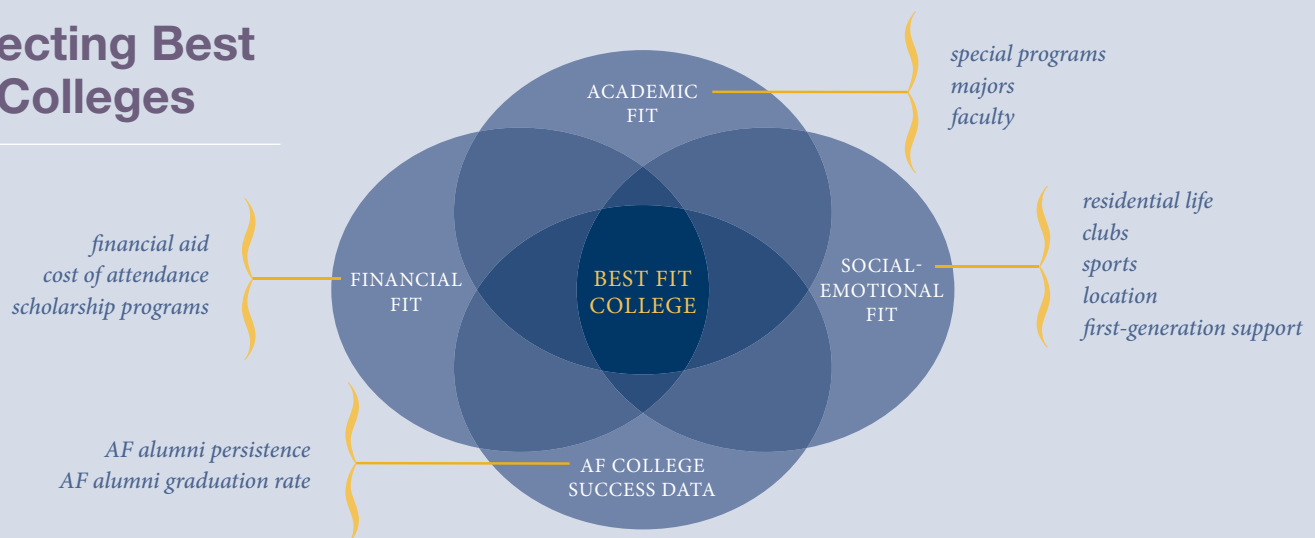 ecting Best
Colleges
ACADEMIC
FIT
special programs
majors
faculty
financial aid
cost of attendance
scholarship programs
FINANCIAL
FIT
BEST FIT
COLLEGE
SOCIAL-
EMOTIONAL
FIT
residential life
clubs
sports
location
first-generation support
AF alumni persistence
AF alumni graduation rate
AF COLLEGE
SUCCESS DATA